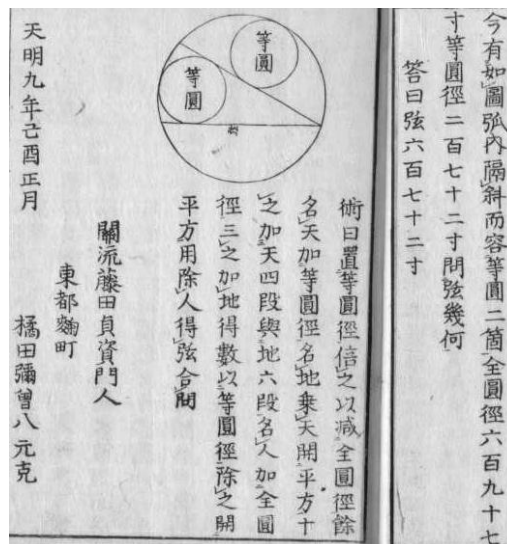 今有如圖弧內隔斜而容等圓二箇全圓徑六百九十七
寸等圓徑二百七十二寸問弦幾何
答曰弦六百七十二寸
等圓
等圓
弦
術曰置等圓徑倍之以減全圓徑餘
名天加等圓徑名地乘天開平方十
之加天四段與地六段名人加全圓
徑三之加地得數以等圓徑除之開
平方用除人得弦合問
關流藤田貞資門人
東都麴町
橘田彌曾八元克
天明九年己酉正月